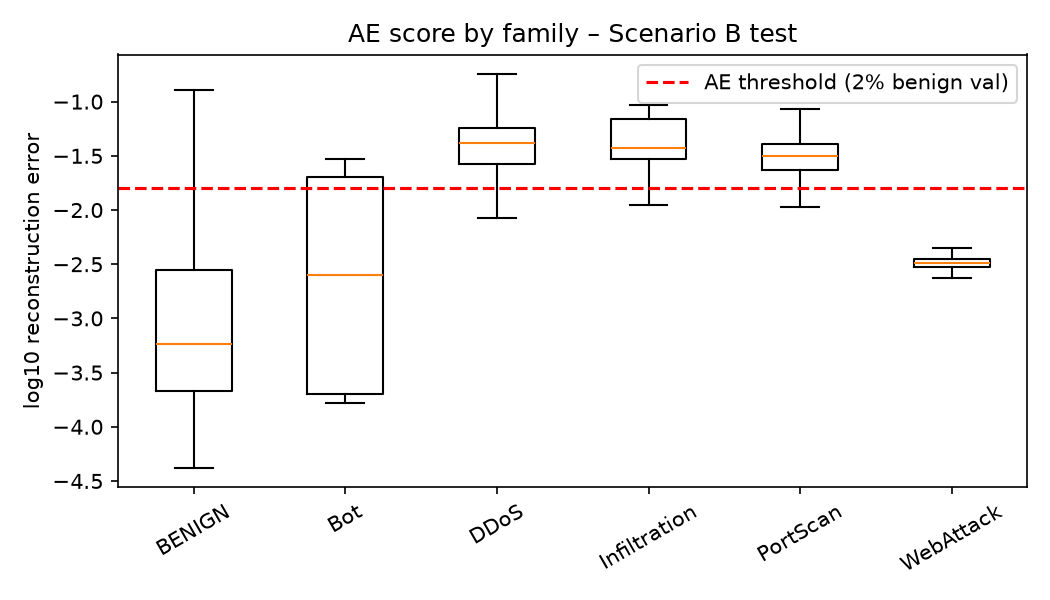 AE score by family – Scenario B test
AE threshold (2% benign val)
log10 reconstruction error
−1.0
−1.5
−2.0
−2.5
−3.0
−3.5
−4.0
−4.5
BENIGN
Bot
DDoS
Infiltration
PortScan
WebAttack